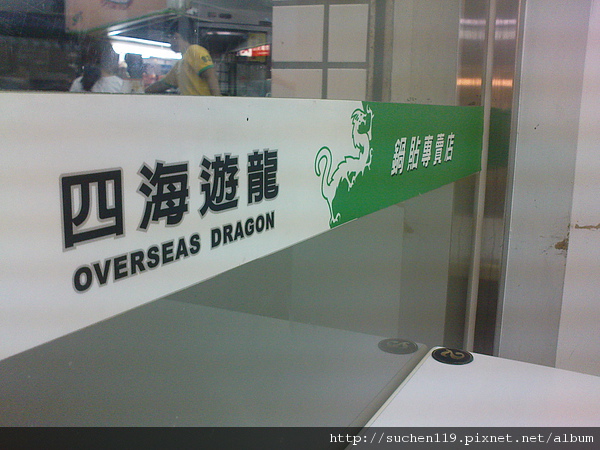 四海遊龍
OVERSEAS DRAGON
鍋貼專賣店
http://suchen119.pixnet.net/album